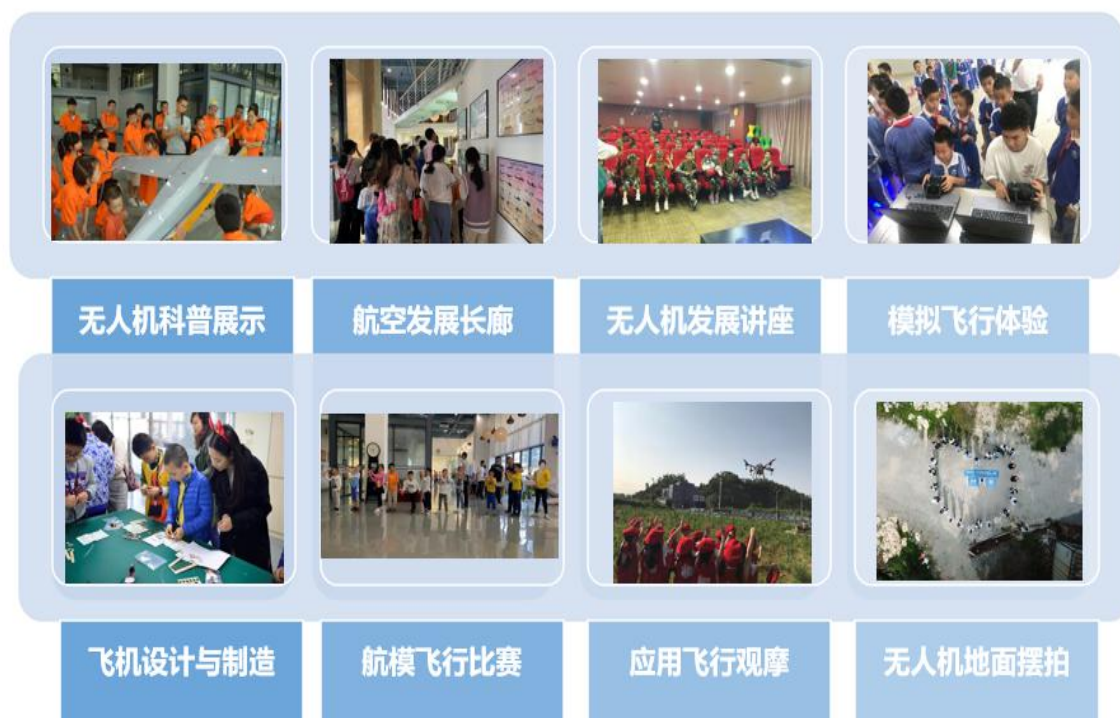 无人机科普展示
航空发展长廊
无人机发展讲座
模拟飞行体验
飞机设计与制造
航模飞行比赛
应用飞行观摩
无人机地面摆拍